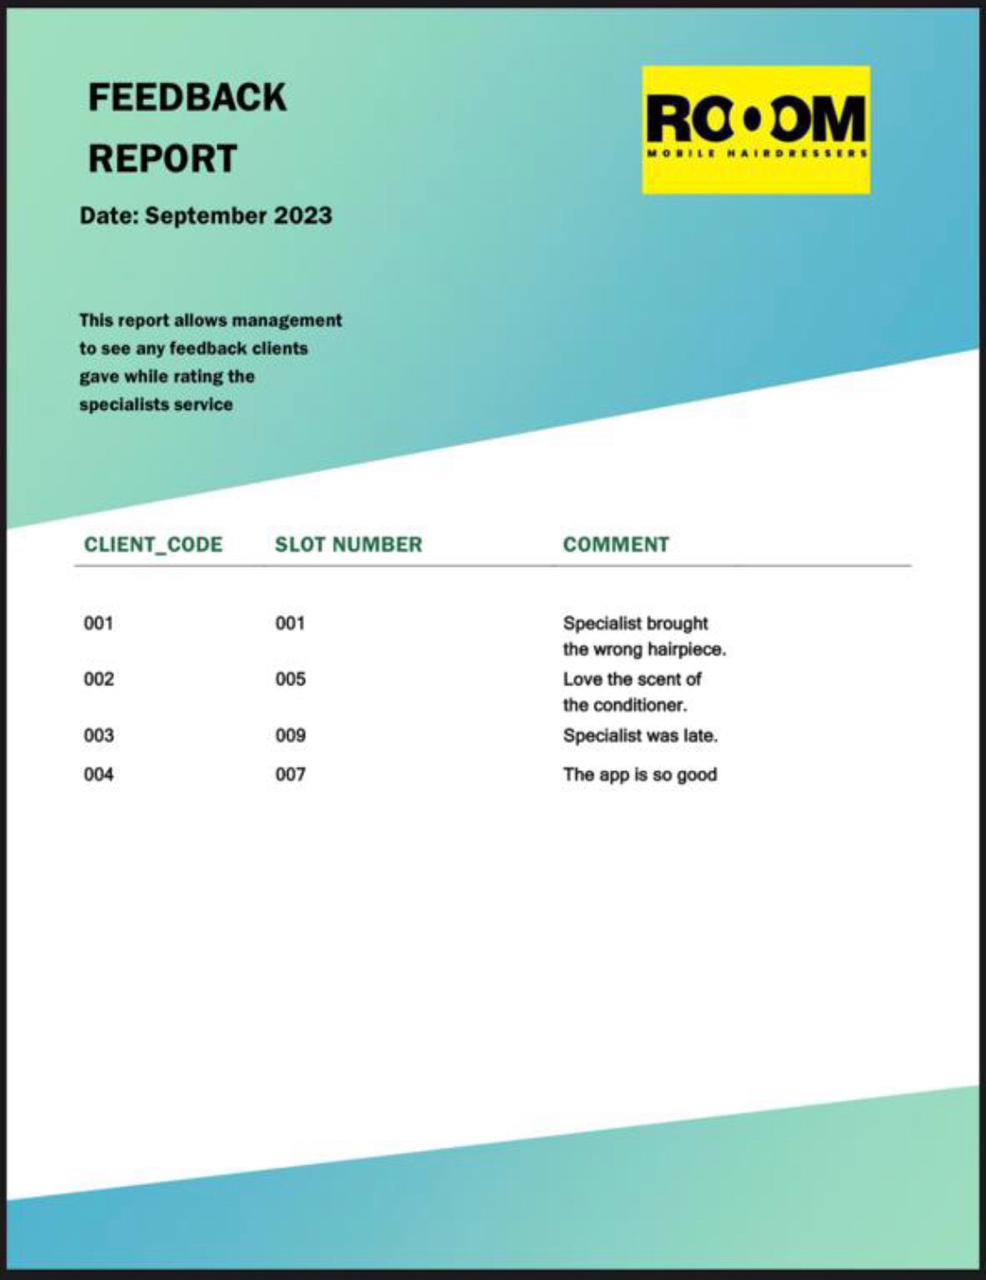 FEEDBACK
REPORT
Date: September 2023
ROOM
MOBILE HAIRDRESSERS
This report allows management
to see any feedback clients
gave while rating the
specialists service
CLIENT_CODE SLOT NUMBER COMMENT
001 001 Specialist brought
the wrong hairpiece.
002 005 Love the scent of
the conditioner.
003 009 Specialist was late.
004 007 The app is so good